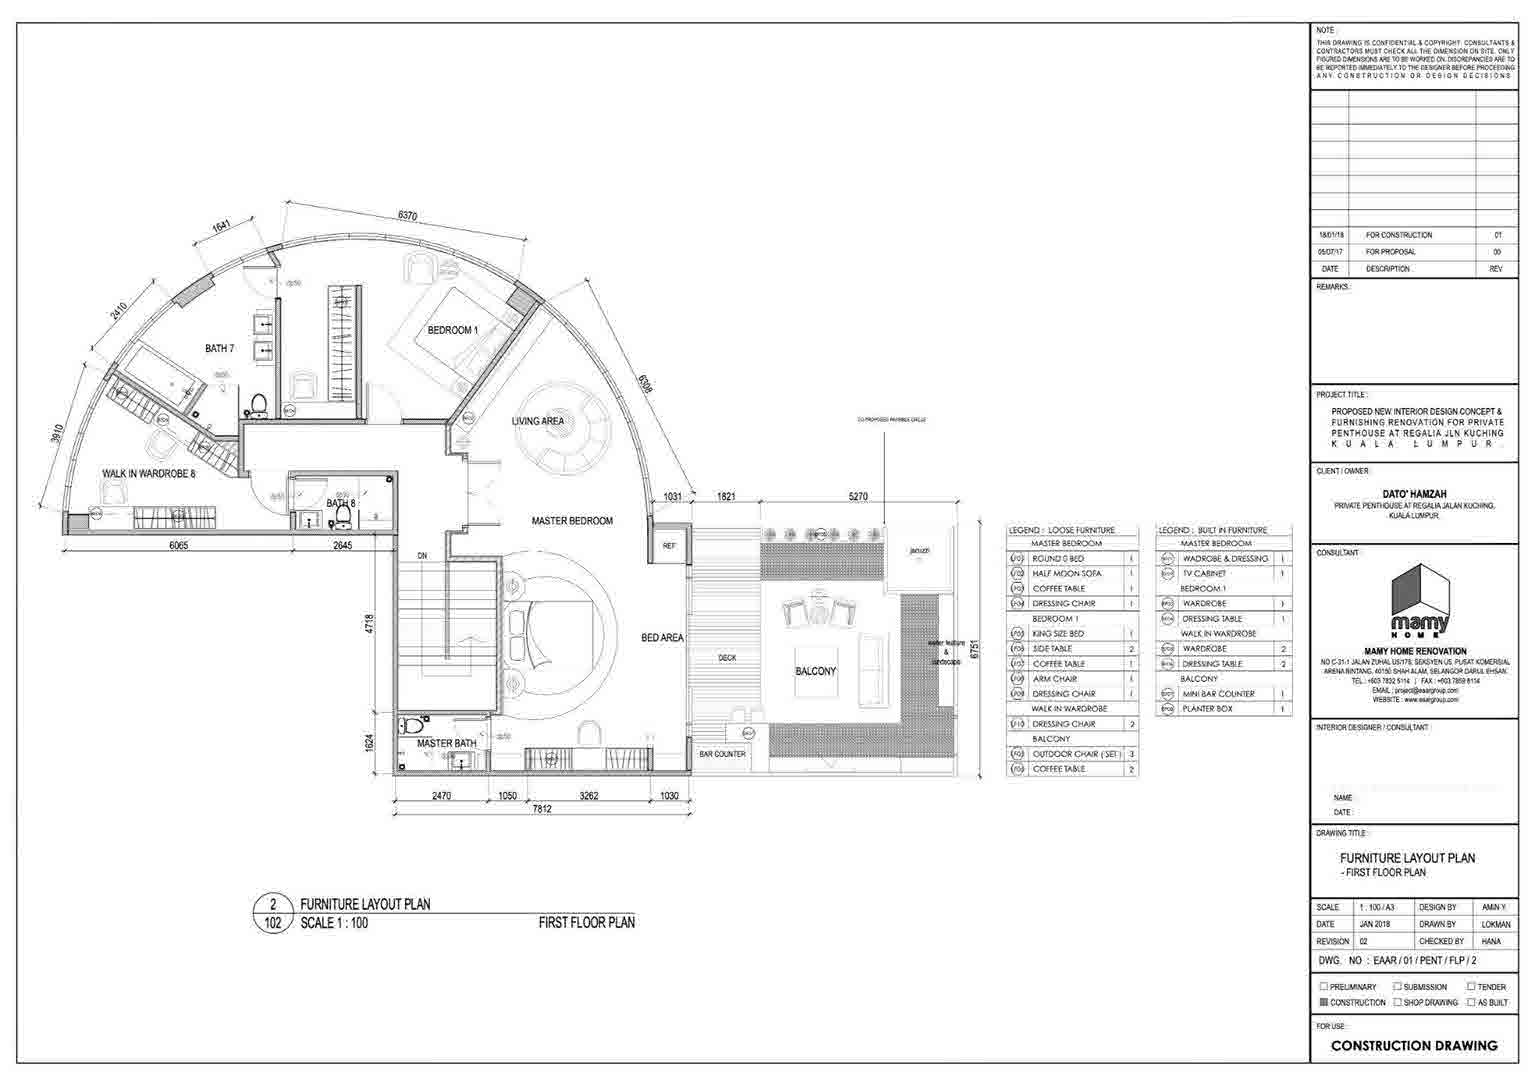 6370
1641
2410
3910
6308
BEDROOM 1
BATH 7
LIVING AREA
WALK IN WARDROBE 8
BATH 8
MASTER BEDROOM
6065
2645
1031
1821
5270
REF
jacuzzi
DN
4718
BED AREA
DECK
BALCONY
water feature
&
6751
1624
MASTER BATH
BAR COUNTER
2470
1050
3262
1030
7812
LEGEND : LOOSE FURNITURE
MASTER BEDROOM
ROUND 0 BED 1
HALF MOON SOFA 1
COFFEE TABLE 1
DRESSING CHAIR 1
BEDROOM 1
KING SIZE BED 1
SIDE TABLE 2
COFFEE TABLE 1
ARM CHAIR 1
DRESSING CHAIR 1
WALK IN WARDROBE
DRESSING CHAIR 2
BALCONY
OUTDOOR CHAIR ( SET ) 3
COFFEE TABLE 2
LEGEND : BUILT IN FURNITURE
MASTER BEDROOM
WADROBE & DRESSING 1
TV CABINET 1
BEDROOM 1
WARDROBE 1
DRESSING TABLE 1
WALK IN WARDROBE
WARDROBE 2
DRESSING TABLE 2
BALCONY
MINI BAR COUNTER 1
PLANTER BOX 1
2
102
FURNITURE LAYOUT PLAN
SCALE 1 : 100
FIRST FLOOR PLAN
NOTE :
THIS DRAWING IS CONFIDENTIAL & COPYRIGHT. CONSULTANTS &
CONTRACTORS MUST CHECK ALL THE DIMENSION ON SITE. ONLY
FIGURED DIMENSIONS ARE TO BE WORKED ON. DISCREPANCIES ARE TO
BE REPORTED IMMEDIATELY TO THE DESIGNER BEFORE PROCEEDING
ANY CONSTRUCTION OR DESIGN DECISIONS
18/01/18 FOR CONSTRUCTION 01
05/07/17 FOR PROPOSAL 00
DATE DESCRIPTION REV
REMARKS :
PROJECT TITLE :
PROPOSED NEW INTERIOR DESIGN CONCEPT &
FURNISHING RENOVATION FOR PRIVATE
PENTHOUSE AT REGALIA JLN KUCHING
KUALA LUMPUR.
CLIENT / OWNER
DATO' HAMZAH
PRIVATE PENTHOUSE AT REGALIA JALAN KUCHING,
KUALA LUMPUR.
CONSULTANT :
mamy
HOME
MAMY HOME RENOVATION
NO C-31-1 JALAN ZUHAL U5/178, SEKSYEN U5, PUSAT KOMERSIAL
ARENA BINTANG, 40150 SHAH ALAM, SELANGOR DARUL EHSAN.
TEL : +603 7832 5114 | FAX : +603 7859 8114
EMAIL : project@esargroup.com
WEBSITE : www.esargroup.com
INTERIOR DESIGNER / CONSULTANT :
NAME :
DATE :
DRAWING TITLE :
FURNITURE LAYOUT PLAN
- FIRST FLOOR PLAN
SCALE 1 : 100 / A3 DESIGN BY AMIN Y.
DATE JAN 2018 DRAWN BY LOKMAN
REVISION 02 CHECKED BY HANA
DWG. NO : EAAR / 01 / PENT / FLP / 2
PRELIMINARY SUBMISSION TENDER
CONSTRUCTION SHOP DRAWING AS BUILT
FOR USE :
CONSTRUCTION DRAWING